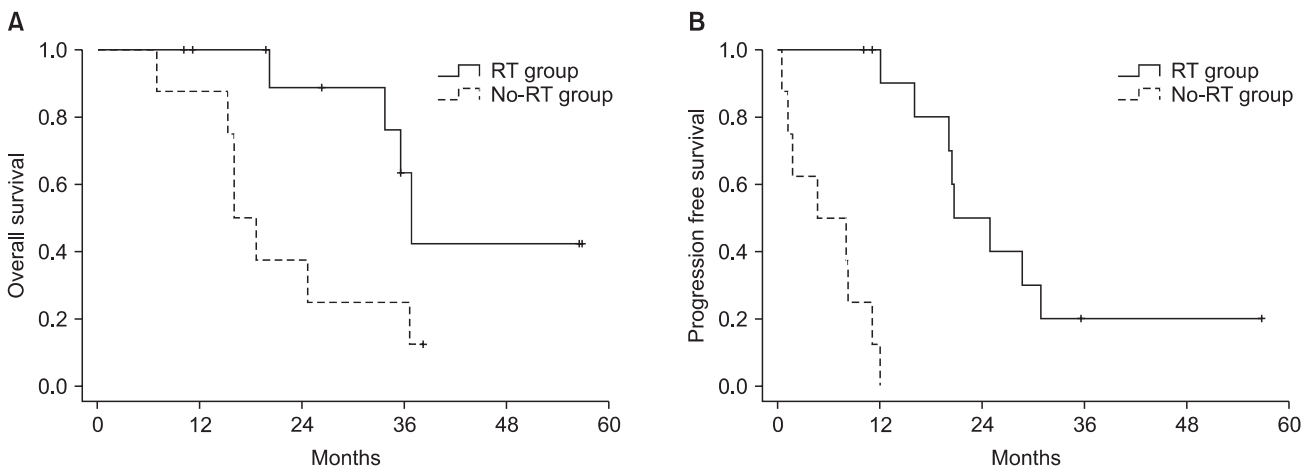 A
Overall survival
1.0
0.8
0.6
0.4
0.2
0.0
RT group
No-RT group
0 12 24 36 48 60
Months
B
Progression free survival
1.0
0.8
0.6
0.4
0.2
0.0
RT group
No-RT group
0 12 24 36 48 60
Months